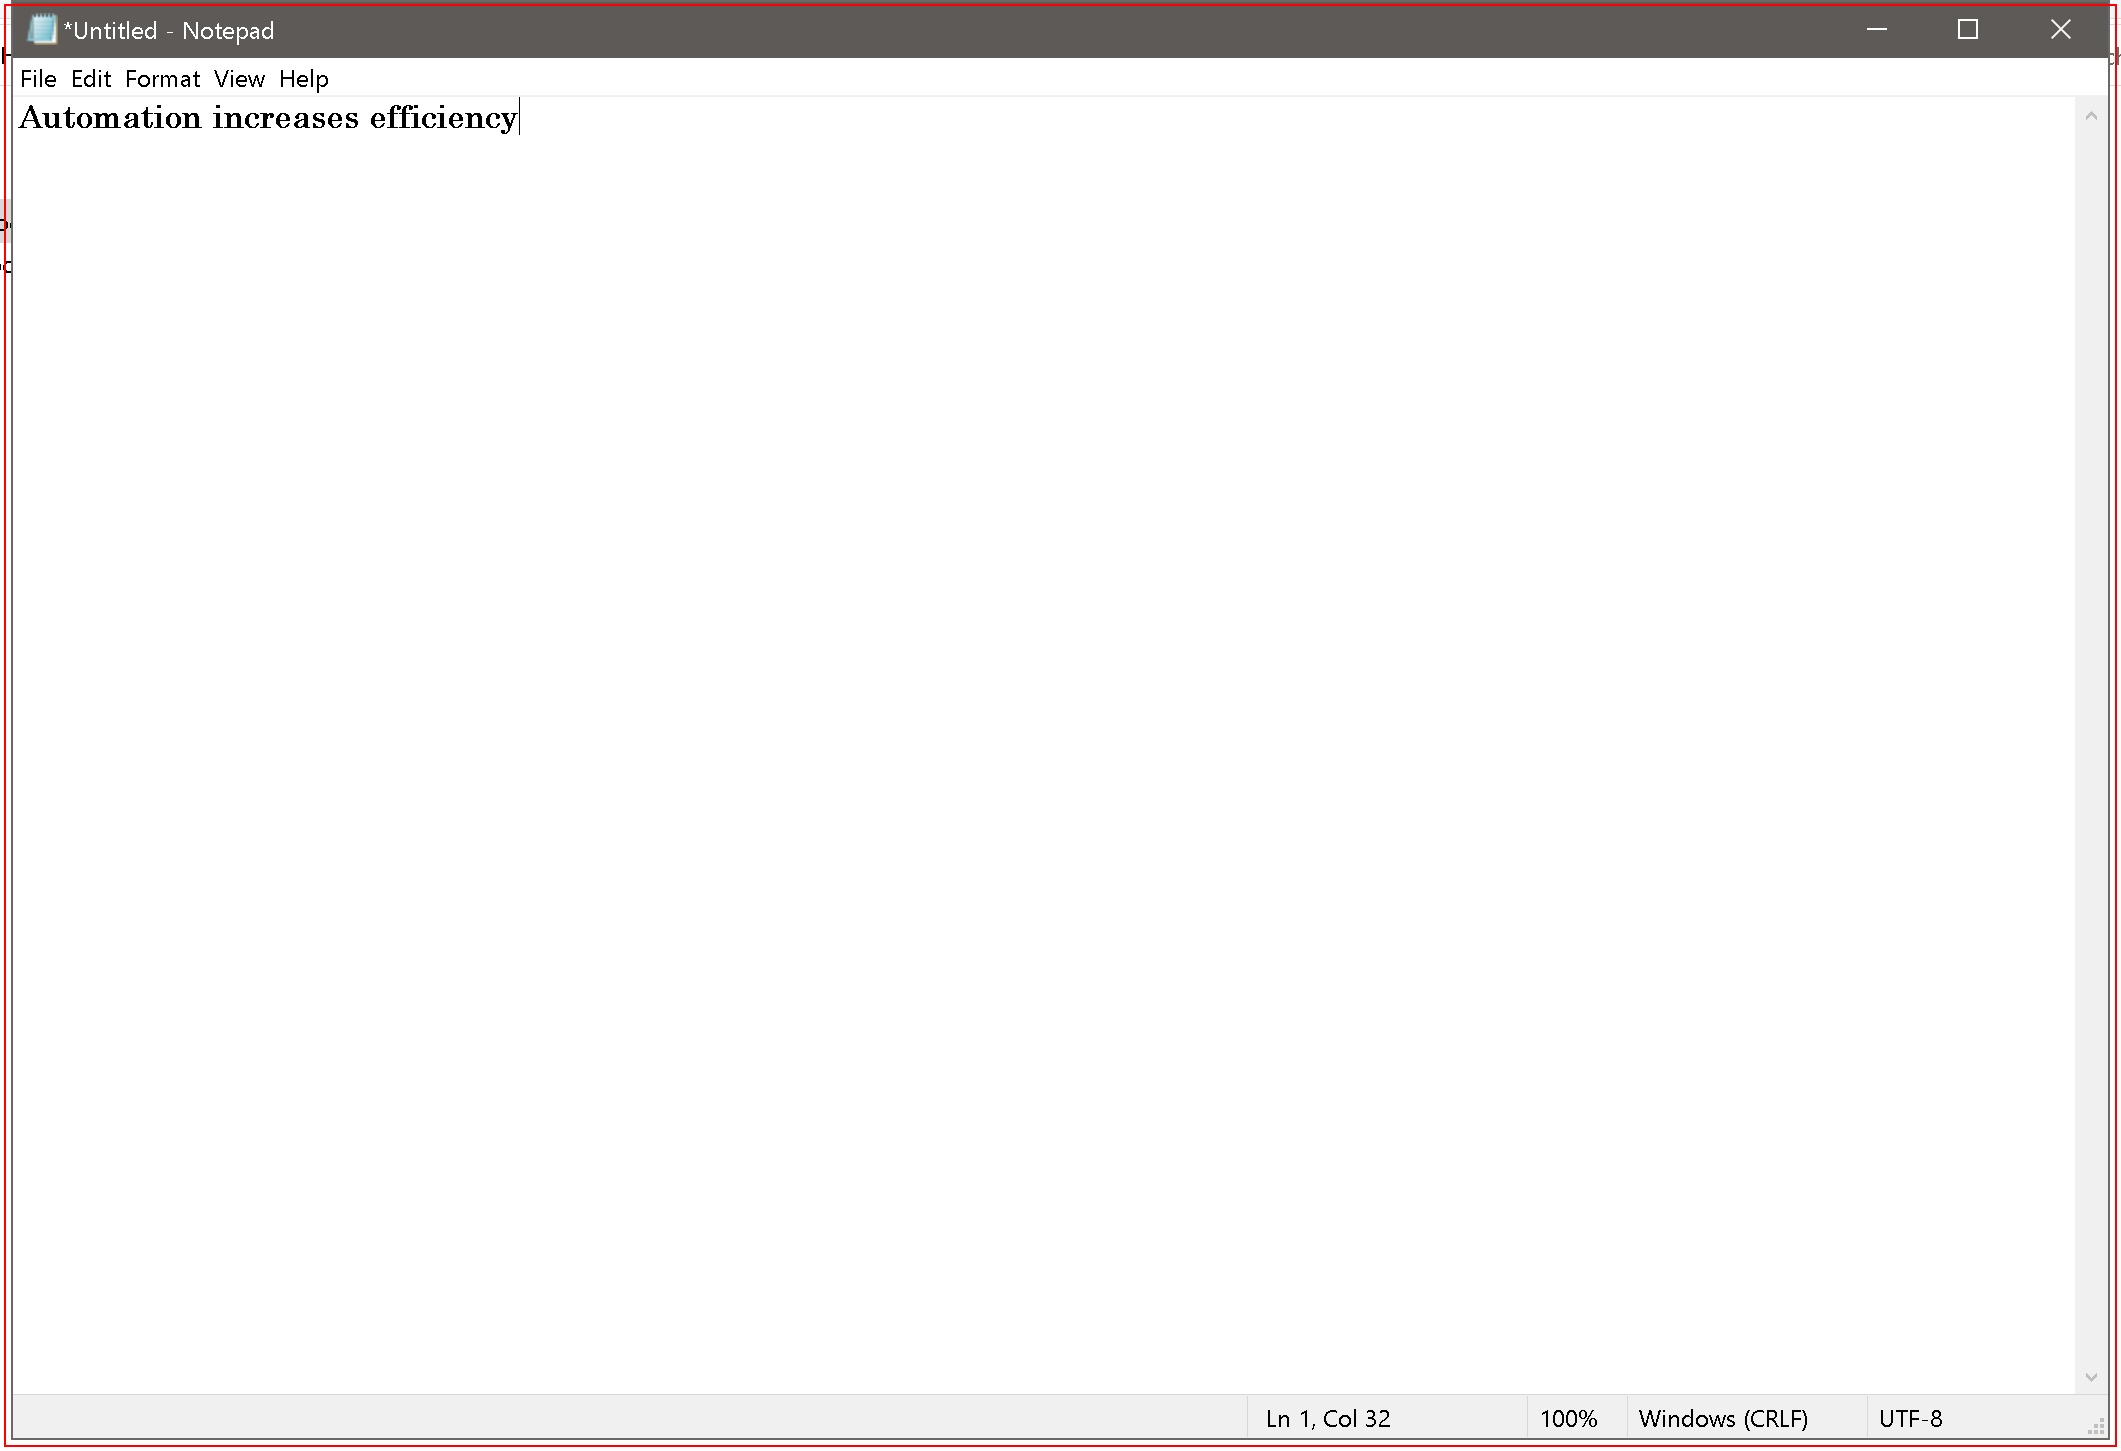 *Untitled - Notepad
File Edit Format View Help
Automation increases efficiency
Ln 1, Col 32
100%
Windows (CRLF)
UTF-8